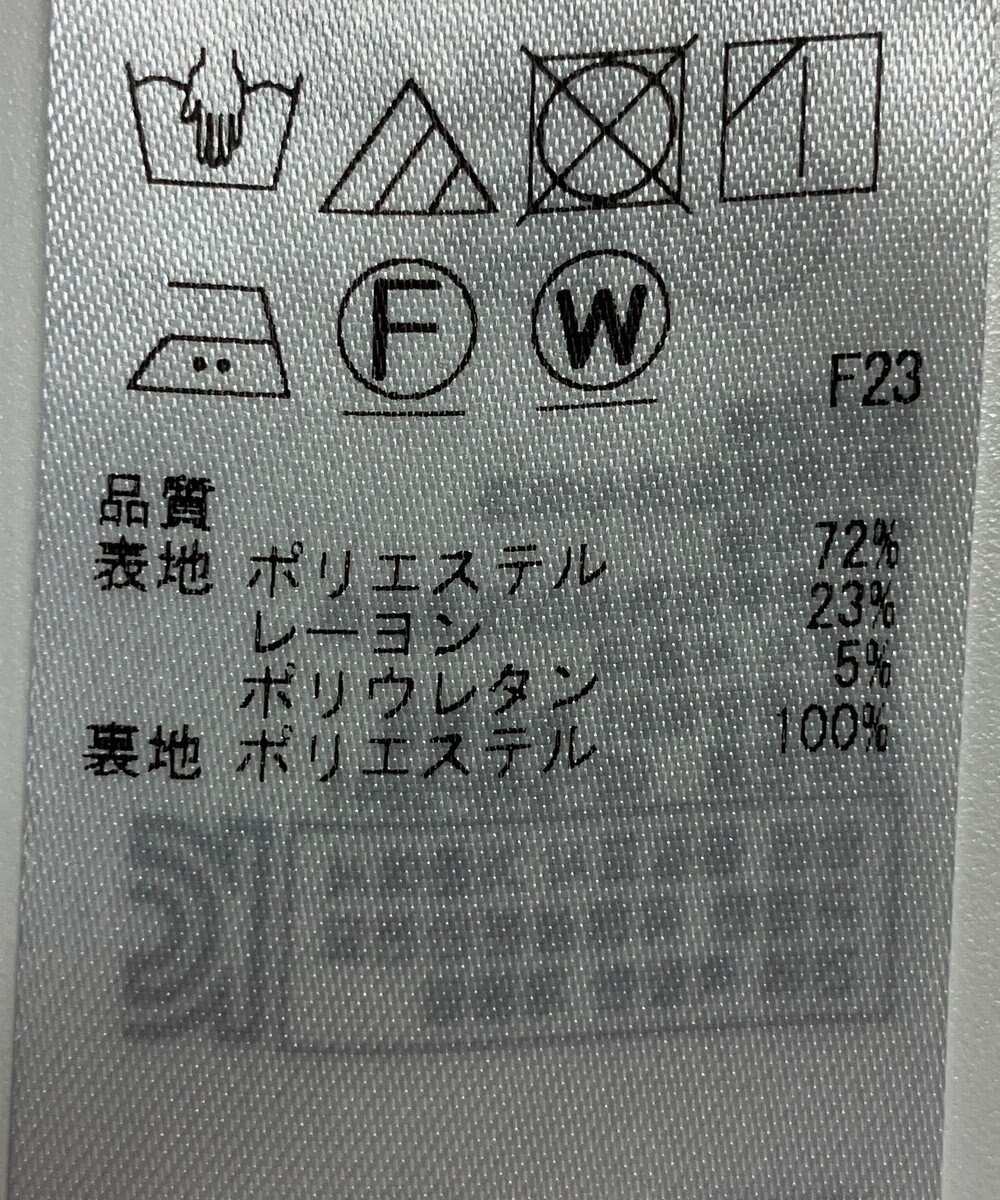 F W
F23
品質
表地 ポリエステル 72%
レーヨン 23%
ポリウレタン 5%
裏地 ポリエステル 100%